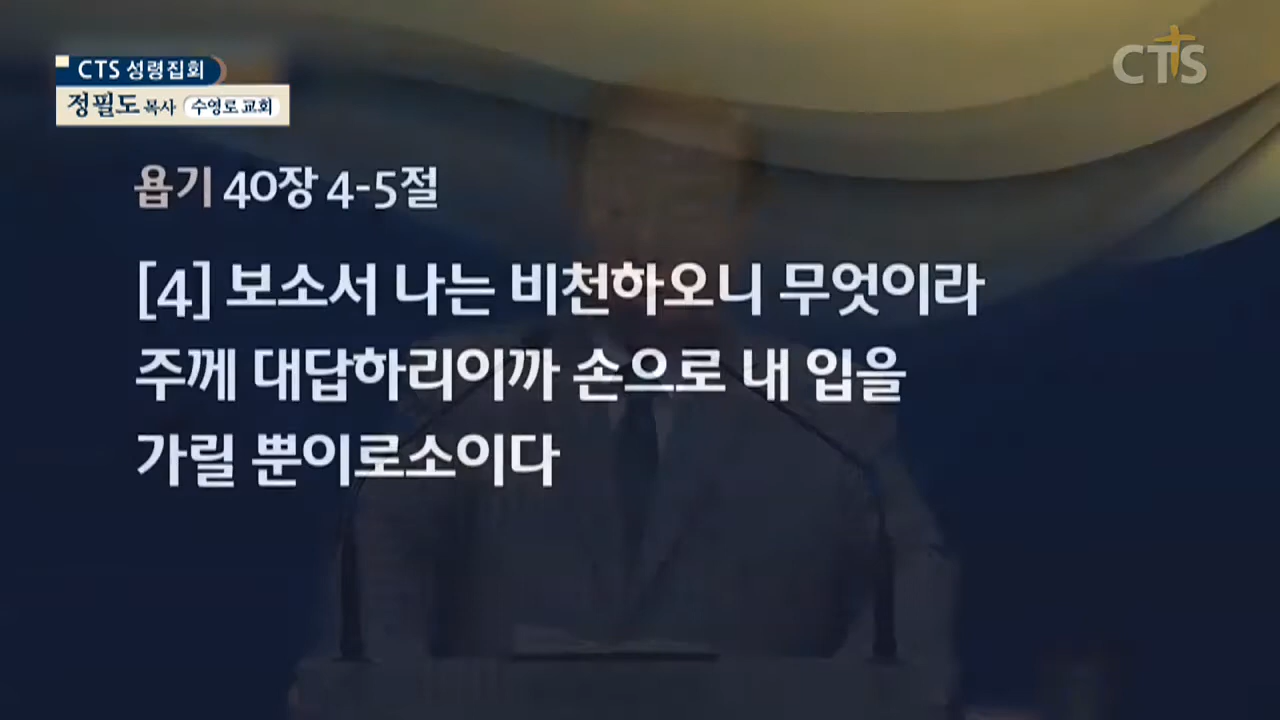 CTS 성령집회
CTS
정필도 목사 수영로교회
욥기 40장 4-5절
[4] 보소서 나는 비천하오니 무엇이라
주께 대답하리이까 손으로 내 입을
가릴 뿐이로소이다